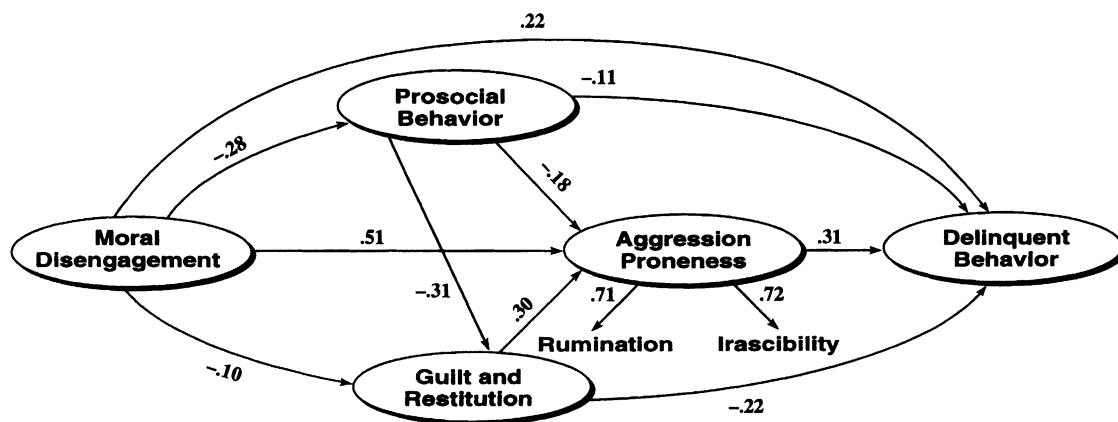 .22
-.11
Prosocial
Behavior
-.28
-.18
Moral
Disengagement
.51
Aggression
Proneness
.31
Delinquent
Behavior
-.31
.30
.71
.72
Rumination
Irascibility
-.10
Guilt and
Restitution
-.22